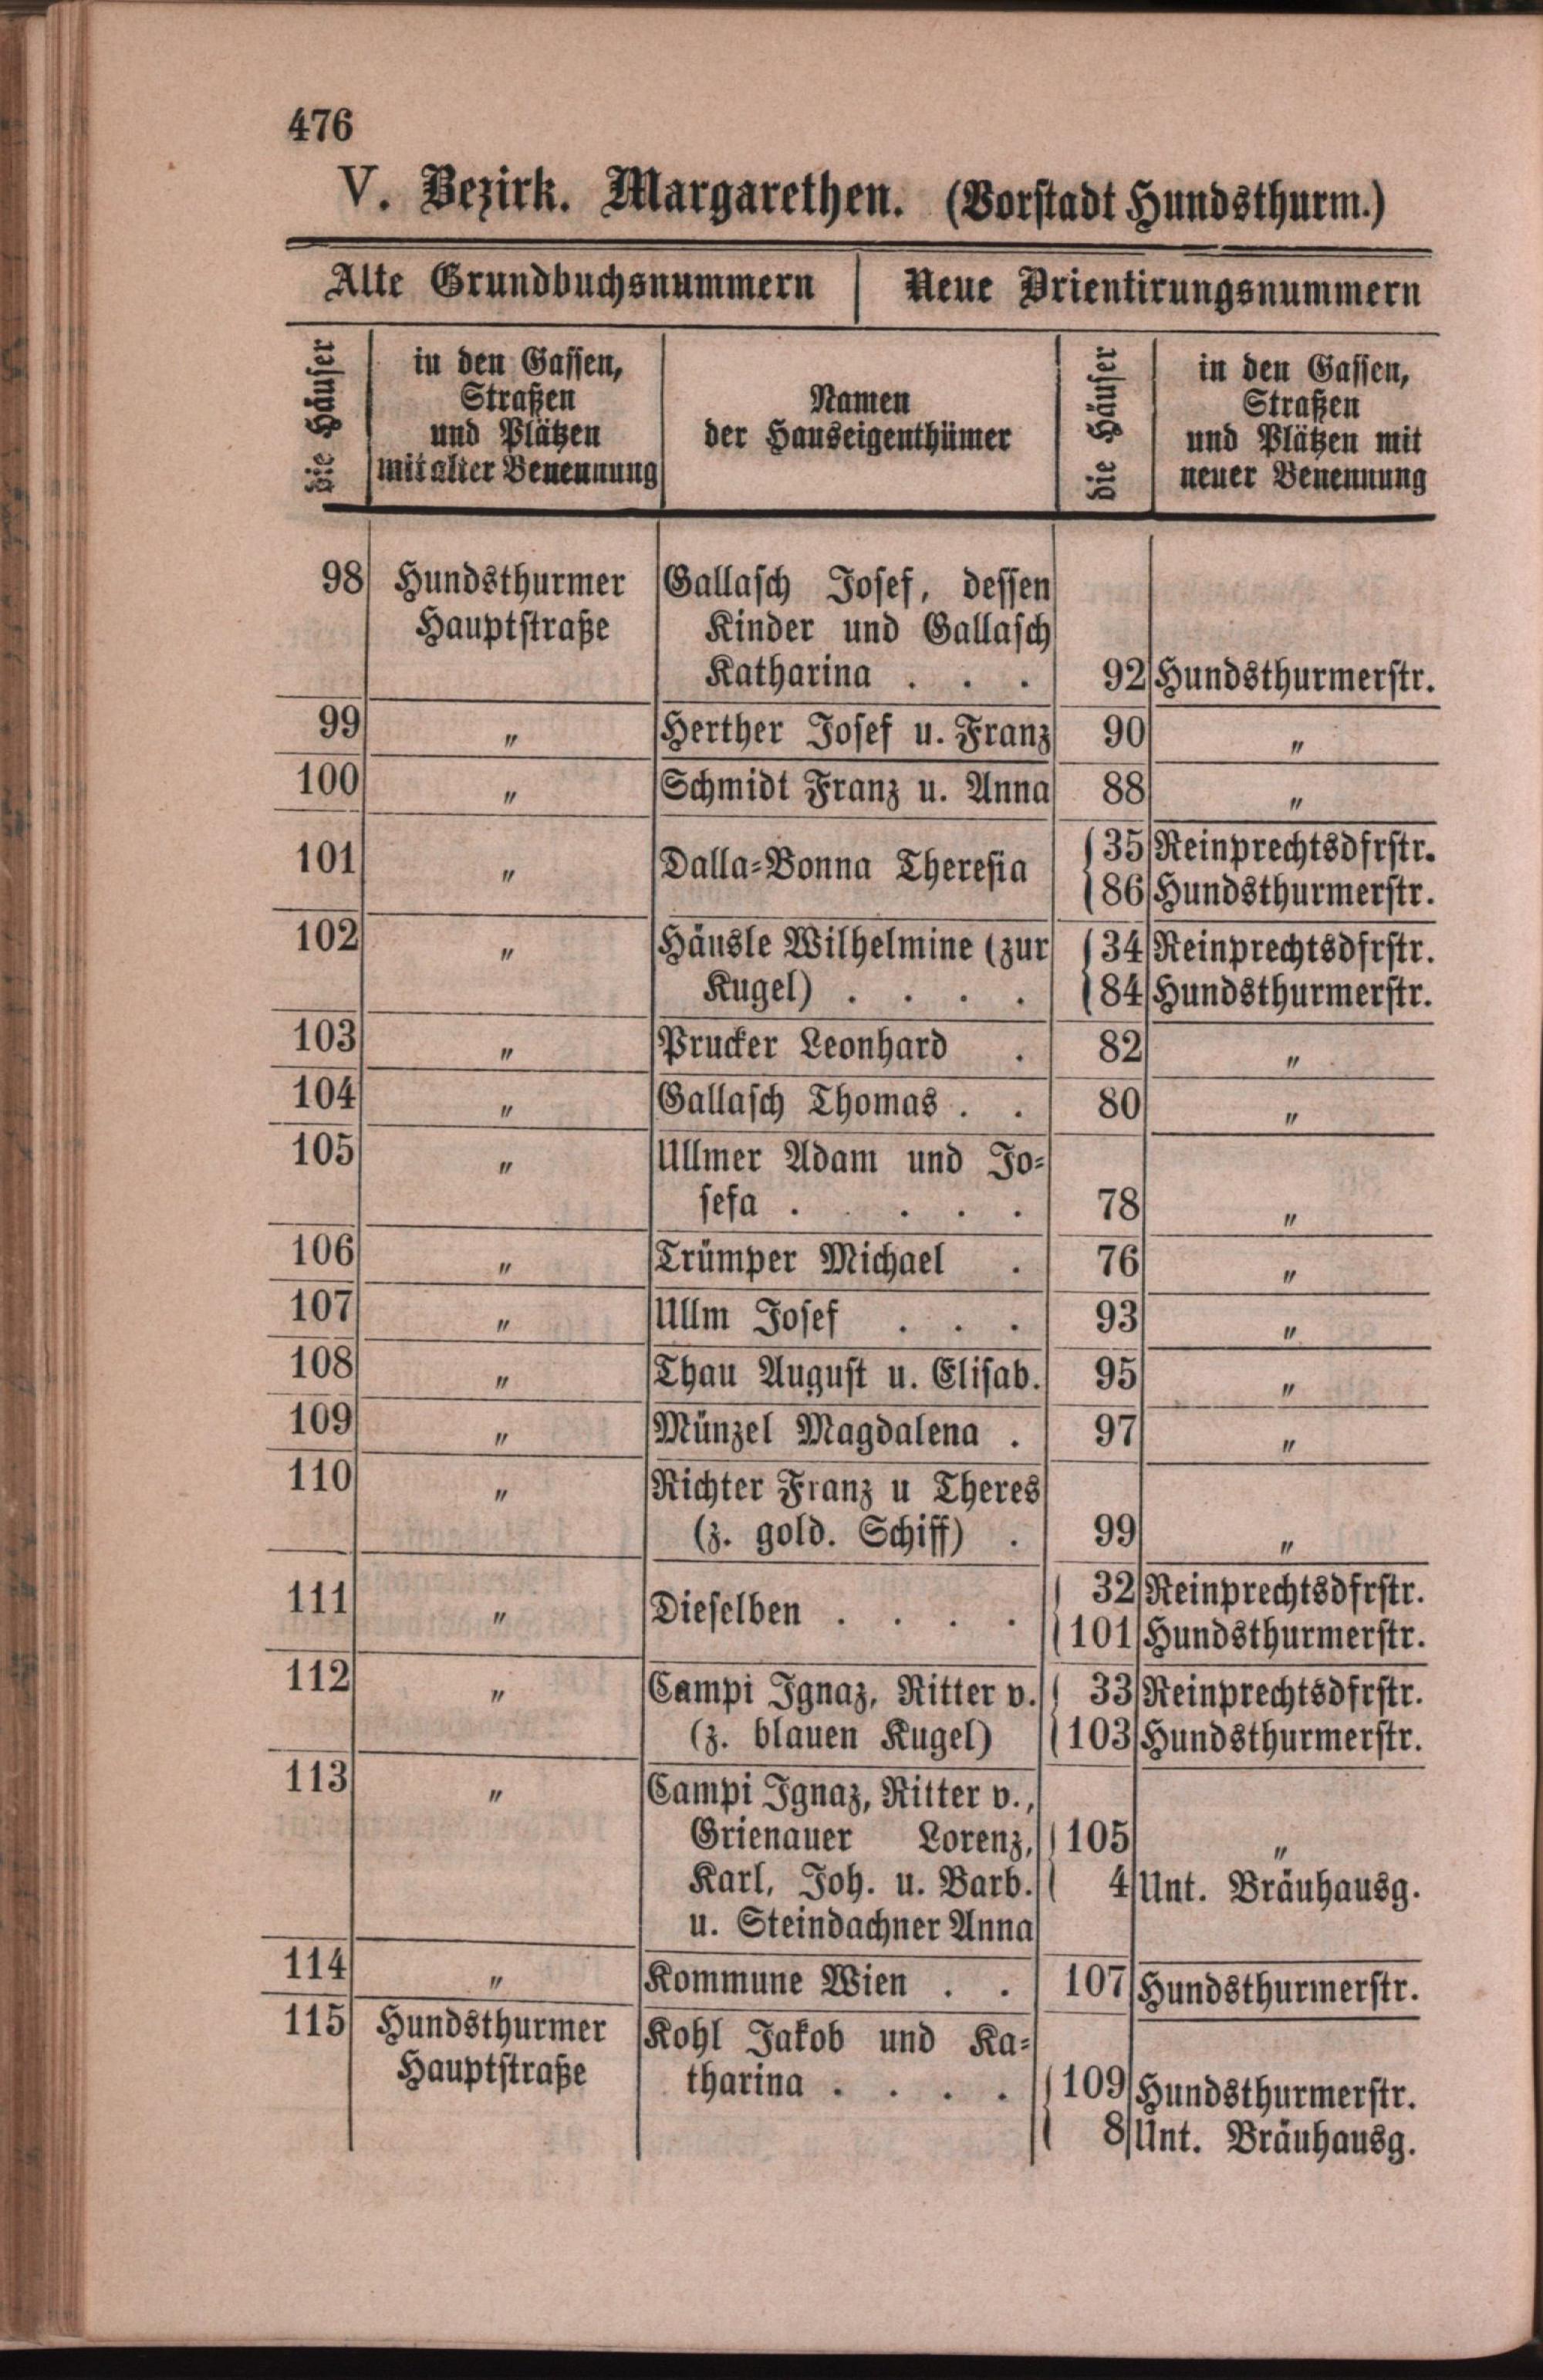 476
V. Bezirk. Margarethen. (Vorstadt Hundsthurm.)
Alte Grundbuchsnummern Neue Orientirungsnummern
die Häuser
in den Gassen,
Straßen
und Plätzen
mit alter Benennung
Namen
der Hauseigenthümer
die Häuser
in den Gassen,
Straßen
und Plätzen mit
neuer Benennung
98 Hundsthurmer Gallasch Josef, dessen
Hauptstraße Kinder und Gallasch
Katharina . . . 92 Hundsthurmerstr.
99 " Herther Josef u. Franz 90 "
100 " Schmidt Franz u. Anna 88 "
101 " Dalla-Bonna Theresia 35 Reinprechtsdfrstr.
86 Hundsthurmerstr.
102 " Häusle Wilhelmine (zur 34 Reinprechtsdfrstr.
Kugel) . . . . 84 Hundsthurmerstr.
103 " Prucker Leonhard . 82 "
104 " Gallasch Thomas . . 80 "
105 " Ullmer Adam und Jo-
sefa . . . . . 78 "
106 " Trümper Michael . 76 "
107 " Ullm Josef . . . 93 "
108 " Thau August u. Elisab. 95 "
109 " Münzel Magdalena . 97 "
110 " Richter Franz u Theres
(z. gold. Schiff) . 99 "
111 " Dieselben . . . . 32 Reinprechtsdfrstr.
101 Hundsthurmerstr.
112 " Campi Ignaz, Ritter v. 33 Reinprechtsdfrstr.
(z. blauen Kugel) 103 Hundsthurmerstr.
113 " Campi Ignaz, Ritter v.,
Grienauer Lorenz, 105 "
Karl, Joh. u. Barb. 4 Unt. Bräuhausg.
u. Steindachner Anna
114 " Kommune Wien . . 107 Hundsthurmerstr.
115 Hundsthurmer Kohl Jakob und Ka-
Hauptstraße tharina . . . . 109 Hundsthurmerstr.
8 Unt. Bräuhausg.